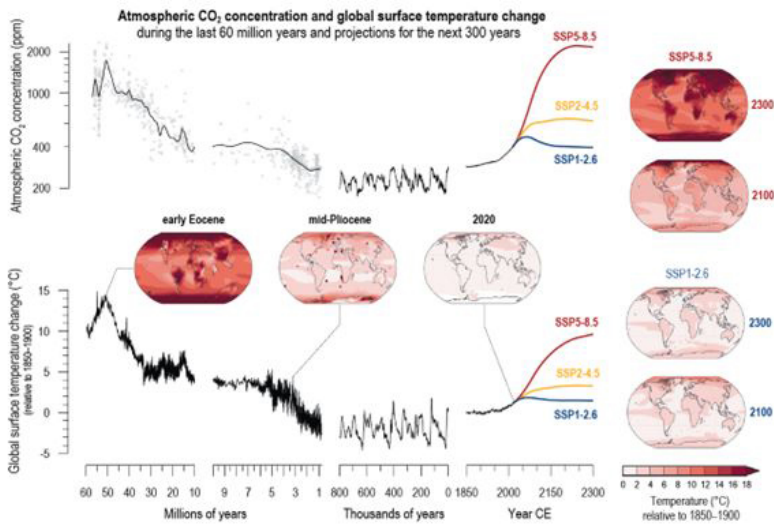 Atmospheric CO₂ concentration and global surface temperature change
during the last 60 million years and projections for the next 300 years
Atmospheric CO₂ concentration (ppm)
2200
1000
400
200
SSP5-8.5
SSP2-4.5
SSP1-2.6
SSP5-8.5
2300
2100
early Eocene
mid-Pliocene
2020
Global surface temperature change (°C)
(relative to 1850–1900)
15
10
5
0
-5
SSP5-8.5
SSP2-4.5
SSP1-2.6
SSP1-2.6
2300
2100
60 50 40 30 20 10
9 7 5 3 1
800 600 400 200 0
1850 2000 2150 2300
Millions of years
Thousands of years
Year CE
0 2 4 6 8 10 12 14 16 18
Temperature (°C)
relative to 1850–1900